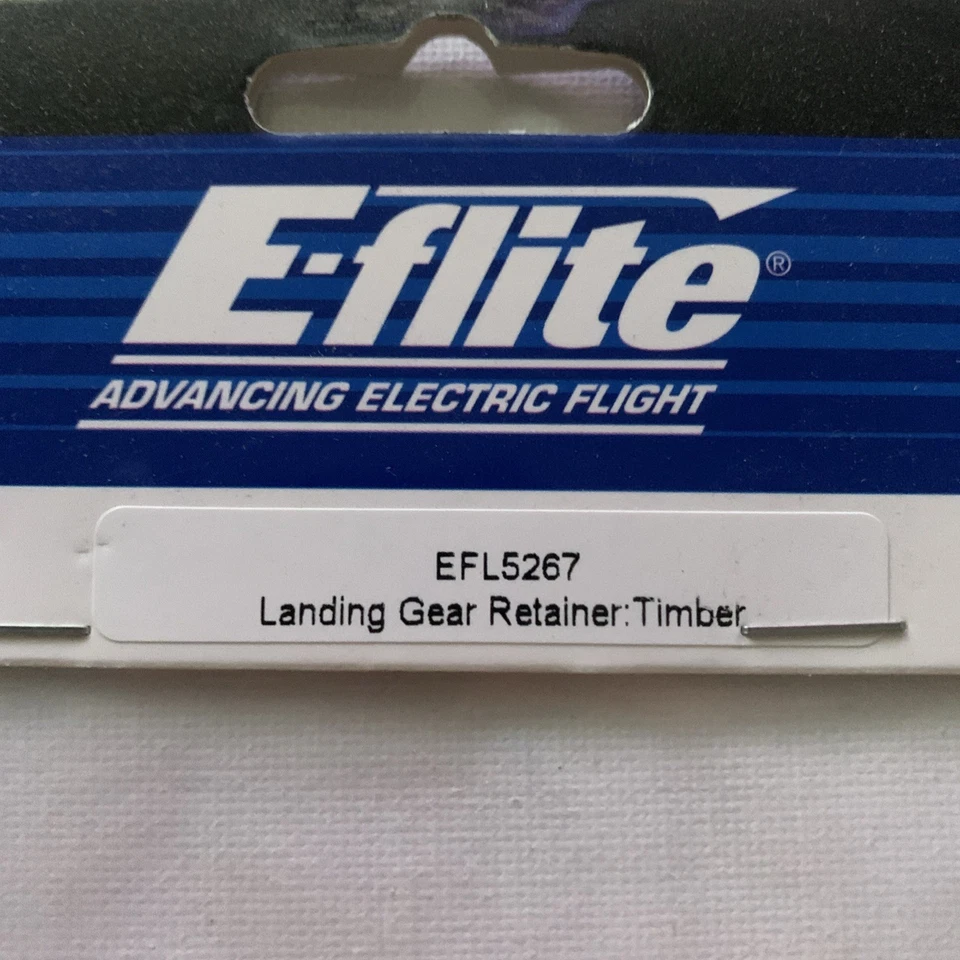 E-flite®
ADVANCING ELECTRIC FLIGHT
EFL5267
Landing Gear Retainer:Timber